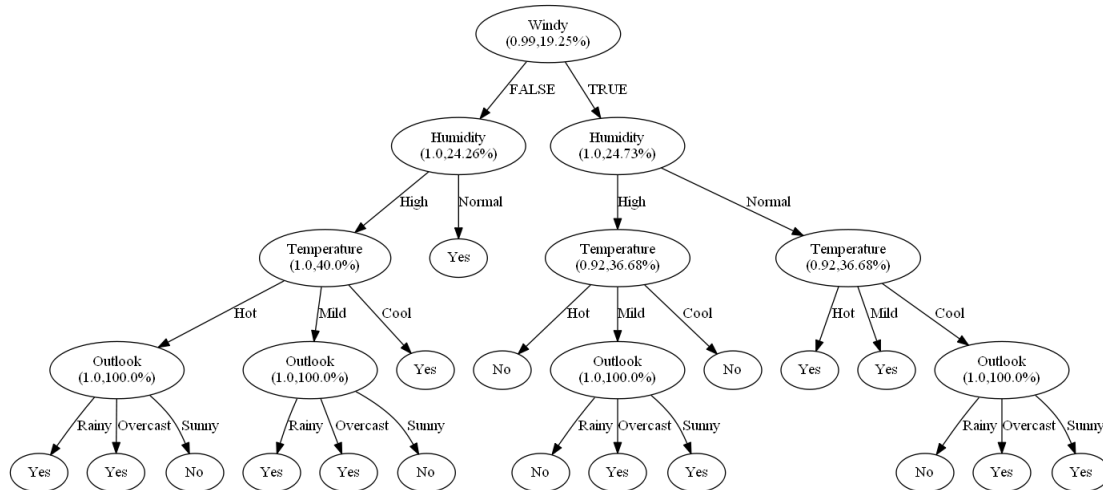 Windy
(0.99,19.25%)
FALSE
TRUE
Humidity
(1.0,24.26%)
Humidity
(1.0,24.73%)
High
Normal
High
Normal
Temperature
(1.0,40.0%)
Yes
Temperature
(0.92,36.68%)
Temperature
(0.92,36.68%)
Hot
Mild
Cool
Hot
Mild
Cool
Hot
Mild
Cool
Outlook
(1.0,100.0%)
Outlook
(1.0,100.0%)
Yes
No
Outlook
(1.0,100.0%)
No
Yes
Yes
Outlook
(1.0,100.0%)
Rainy
Overcast
Sunny
Rainy
Overcast
Sunny
Rainy
Overcast
Sunny
Rainy
Overcast
Sunny
Yes
Yes
No
Yes
Yes
No
No
Yes
Yes
No
Yes
Yes